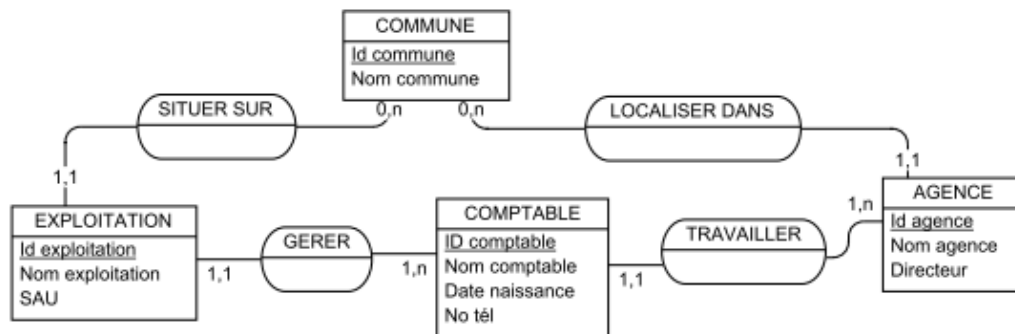 COMMUNE
Id commune
Nom commune
SITUER SUR
0,n
0,n
LOCALISER DANS
1,1
1,1
EXPLOITATION
Id exploitation
Nom exploitation
SAU
1,1
GERER
1,n
COMPTABLE
ID comptable
Nom comptable
Date naissance
No tél
1,1
TRAVAILLER
1,n
AGENCE
Id agence
Nom agence
Directeur